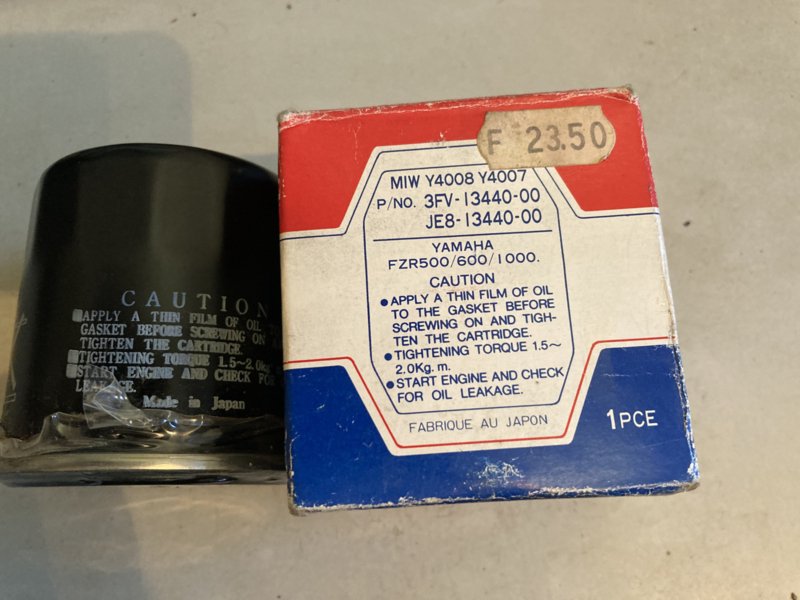 CAUTION
APPLY A THIN FILM OF OIL
GASKET BEFORE SCREWING ON
TIGHTEN THE CARTRIDGE.
TIGHTENING TORQUE 1.5~2.0kg
START ENGINE AND CHECK FOR
LEAKAGE.
Made in Japan
F 23.50
MIW Y4008 Y4007
P/NO. 3FV-13440-00
JE8-13440-00
YAMAHA
FZR500/600/1000.
CAUTION
●APPLY A THIN FILM OF OIL
TO THE GASKET BEFORE
SCREWING ON AND TIGH-
TEN THE CARTRIDGE.
●TIGHTENING TORQUE 1.5~
2.0Kg. m.
●START ENGINE AND CHECK
FOR OIL LEAKAGE.
FABRIQUE AU JAPON
1PCE